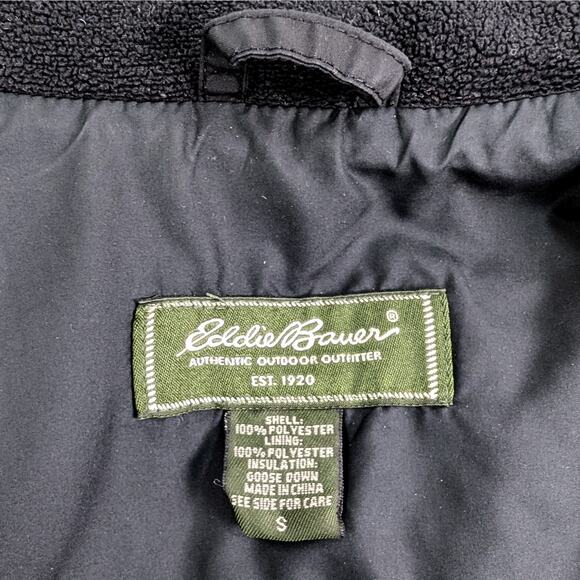 Eddie Bauer®
AUTHENTIC OUTDOOR OUTFITTER
EST. 1920
SHELL:
100% POLYESTER
LINING:
100% POLYESTER
INSULATION:
GOOSE DOWN
MADE IN CHINA
SEE SIDE FOR CARE
S